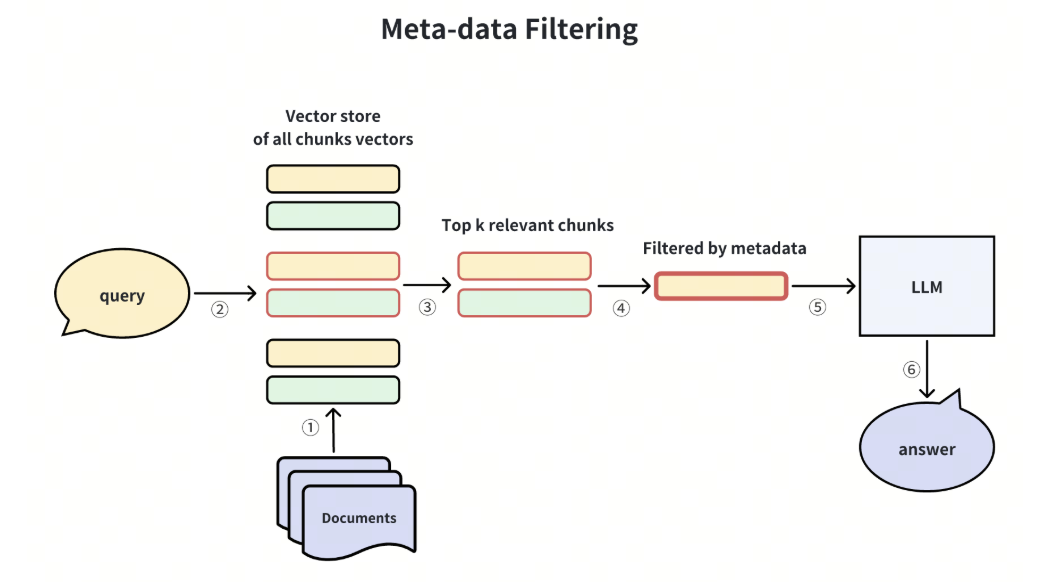 Meta-data Filtering
Vector store
of all chunks vectors
Top k relevant chunks
Filtered by metadata
query
②
③
④
⑤
LLM
⑥
①
answer
Documents